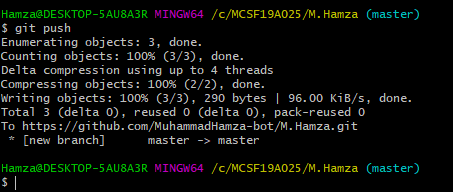 Hamza@DESKTOP-5AU8A3R MINGW64 /c/MCSF19A025/M.Hamza (master)
$ git push
Enumerating objects: 3, done.
Counting objects: 100% (3/3), done.
Delta compression using up to 4 threads
Compressing objects: 100% (2/2), done.
Writing objects: 100% (3/3), 290 bytes | 96.00 KiB/s, done.
Total 3 (delta 0), reused 0 (delta 0), pack-reused 0
To https://github.com/MuhammadHamza-bot/M.Hamza.git
 * [new branch]      master -> master
Hamza@DESKTOP-5AU8A3R MINGW64 /c/MCSF19A025/M.Hamza (master)
$